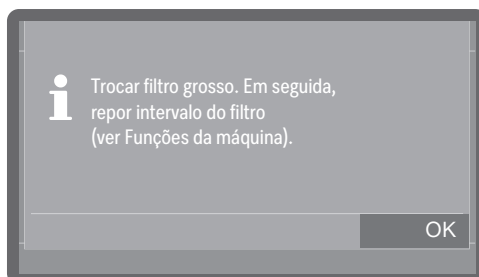 Trocar filtro grosso. Em seguida,
repor intervalo do filtro
(ver Funções da máquina).
OK